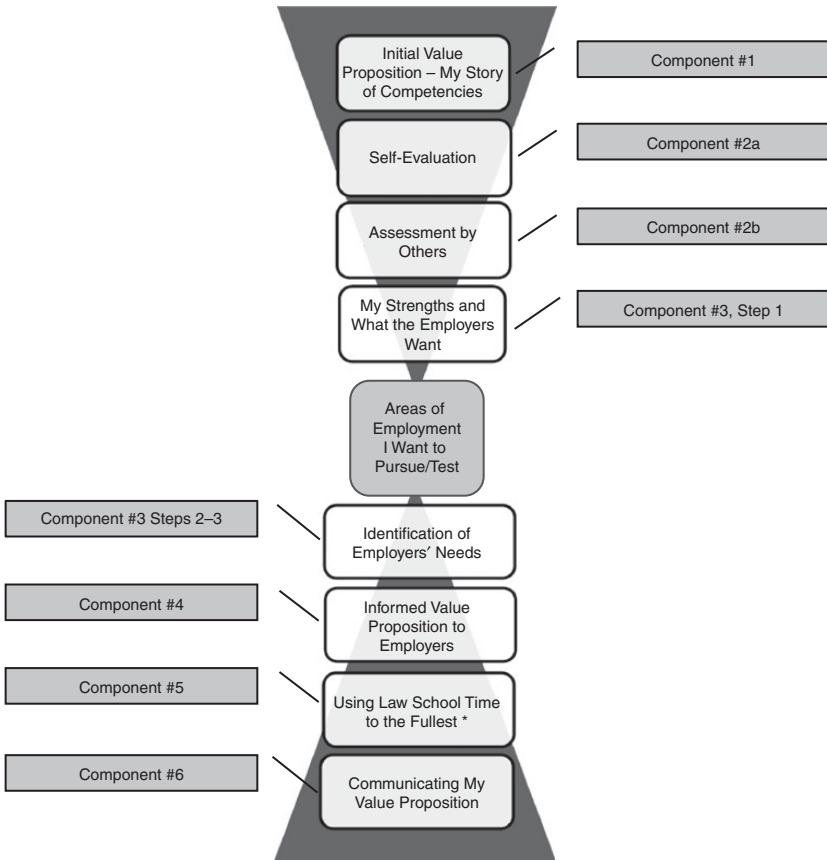 Initial Value
Proposition – My Story
of Competencies
Component #1
Self-Evaluation
Component #2a
Assessment by
Others
Component #2b
My Strengths and
What the Employers
Want
Component #3, Step 1
Areas of
Employment
I Want to
Pursue/Test
Component #3 Steps 2–3
Identification of
Employers′ Needs
Component #4
Informed Value
Proposition to
Employers
Component #5
Using Law School Time
to the Fullest *
Component #6
Communicating My
Value Proposition